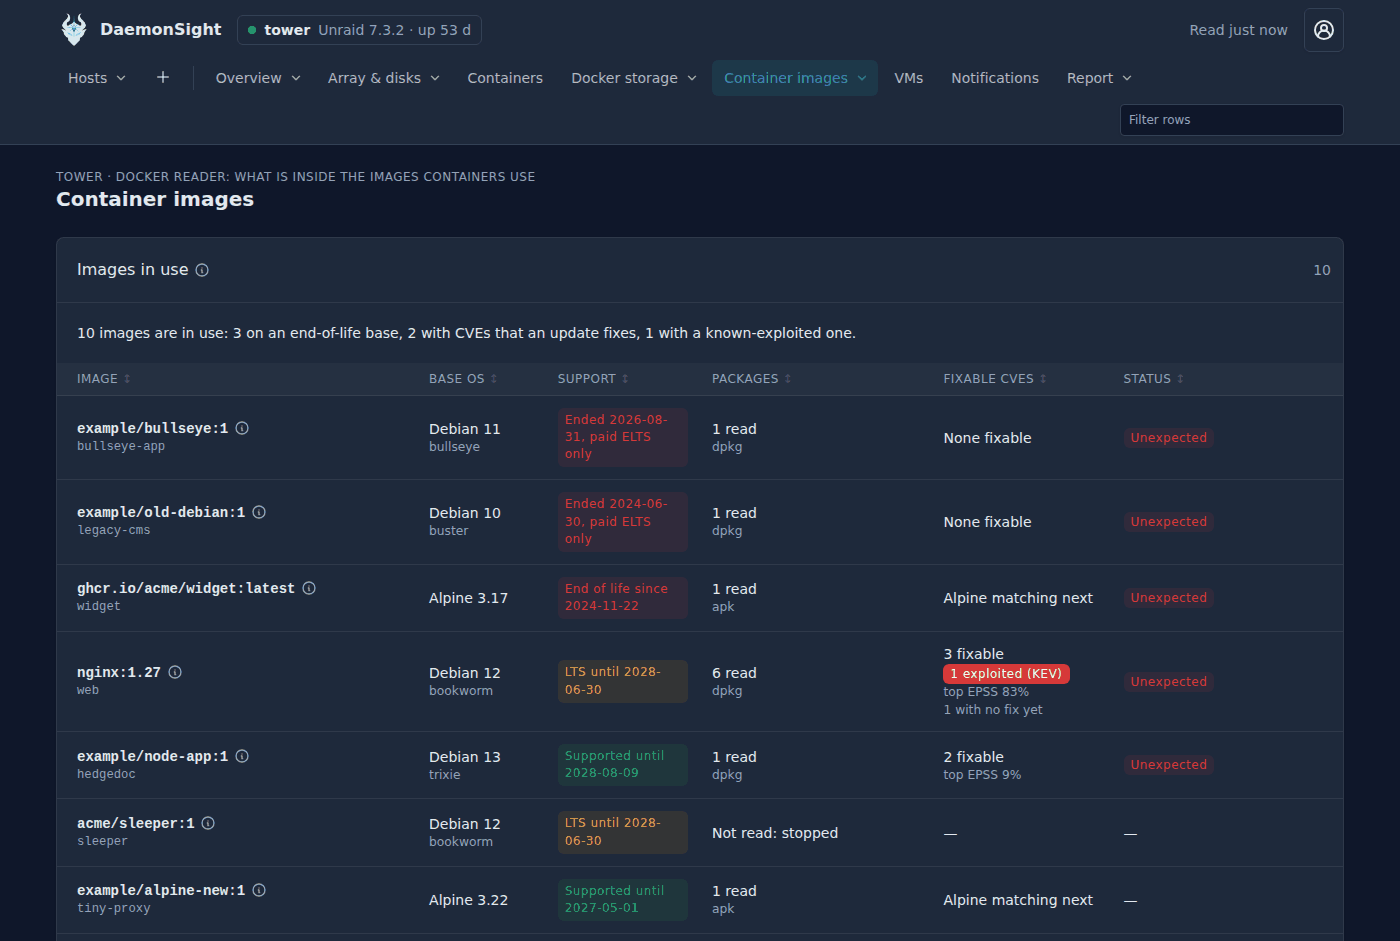 DaemonSight
tower Unraid 7.3.2 · up 53 d
Read just now
Hosts
+
Overview
Array & disks
Containers
Docker storage
Container images
VMs
Notifications
Report
Filter rows
TOWER · DOCKER READER: WHAT IS INSIDE THE IMAGES CONTAINERS USE
Container images
Images in use
10
10 images are in use: 3 on an end-of-life base, 2 with CVEs that an update fixes, 1 with a known-exploited one.
IMAGE ↕ BASE OS ↕ SUPPORT ↕ PACKAGES ↕ FIXABLE CVES ↕ STATUS ↕
example/bullseye:1
bullseye-app
Debian 11
bullseye
Ended 2026-08-
31, paid ELTS
only
1 read
dpkg
None fixable
Unexpected
example/old-debian:1
legacy-cms
Debian 10
buster
Ended 2024-06-
30, paid ELTS
only
1 read
dpkg
None fixable
Unexpected
ghcr.io/acme/widget:latest
widget
Alpine 3.17
End of life since
2024-11-22
1 read
apk
Alpine matching next
Unexpected
nginx:1.27
web
Debian 12
bookworm
LTS until 2028-
06-30
6 read
dpkg
3 fixable
1 exploited (KEV)
top EPSS 83%
1 with no fix yet
Unexpected
example/node-app:1
hedgedoc
Debian 13
trixie
Supported until
2028-08-09
1 read
dpkg
2 fixable
top EPSS 9%
Unexpected
acme/sleeper:1
sleeper
Debian 12
bookworm
LTS until 2028-
06-30
Not read: stopped
—
—
example/alpine-new:1
tiny-proxy
Alpine 3.22
Supported until
2027-05-01
1 read
apk
Alpine matching next
—